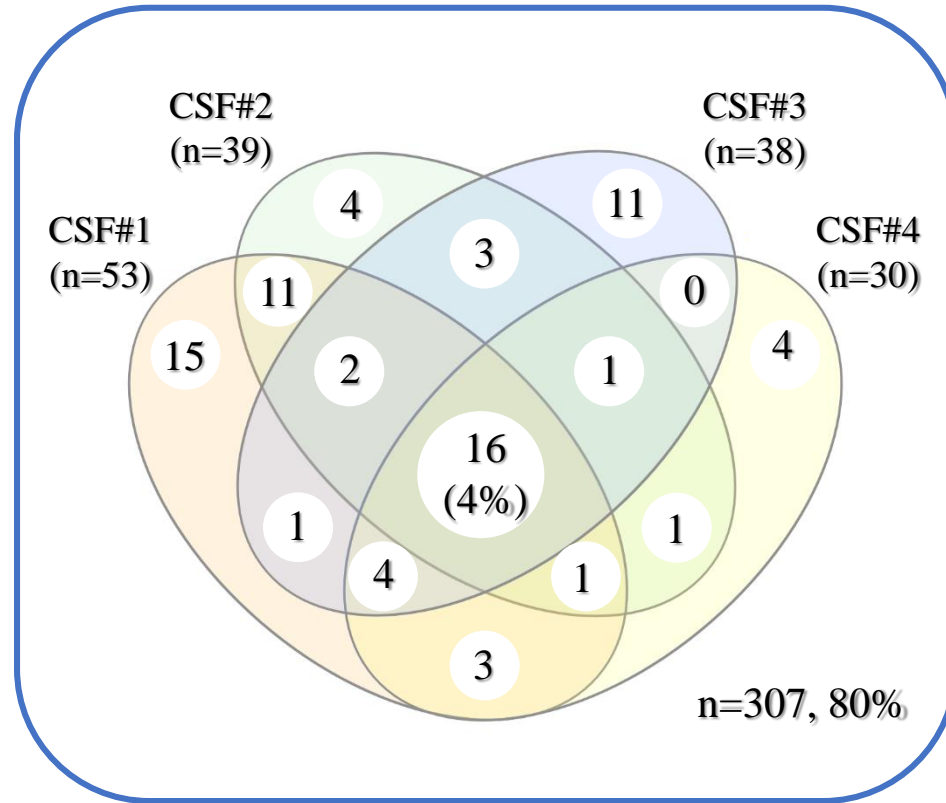 CSF#2
(n=39)
CSF#3
(n=38)
CSF#1
(n=53)
CSF#4
(n=30)
4
11
3
11
0
15
2
1
4
16
(4%)
1
1
4
1
3
n=307, 80%